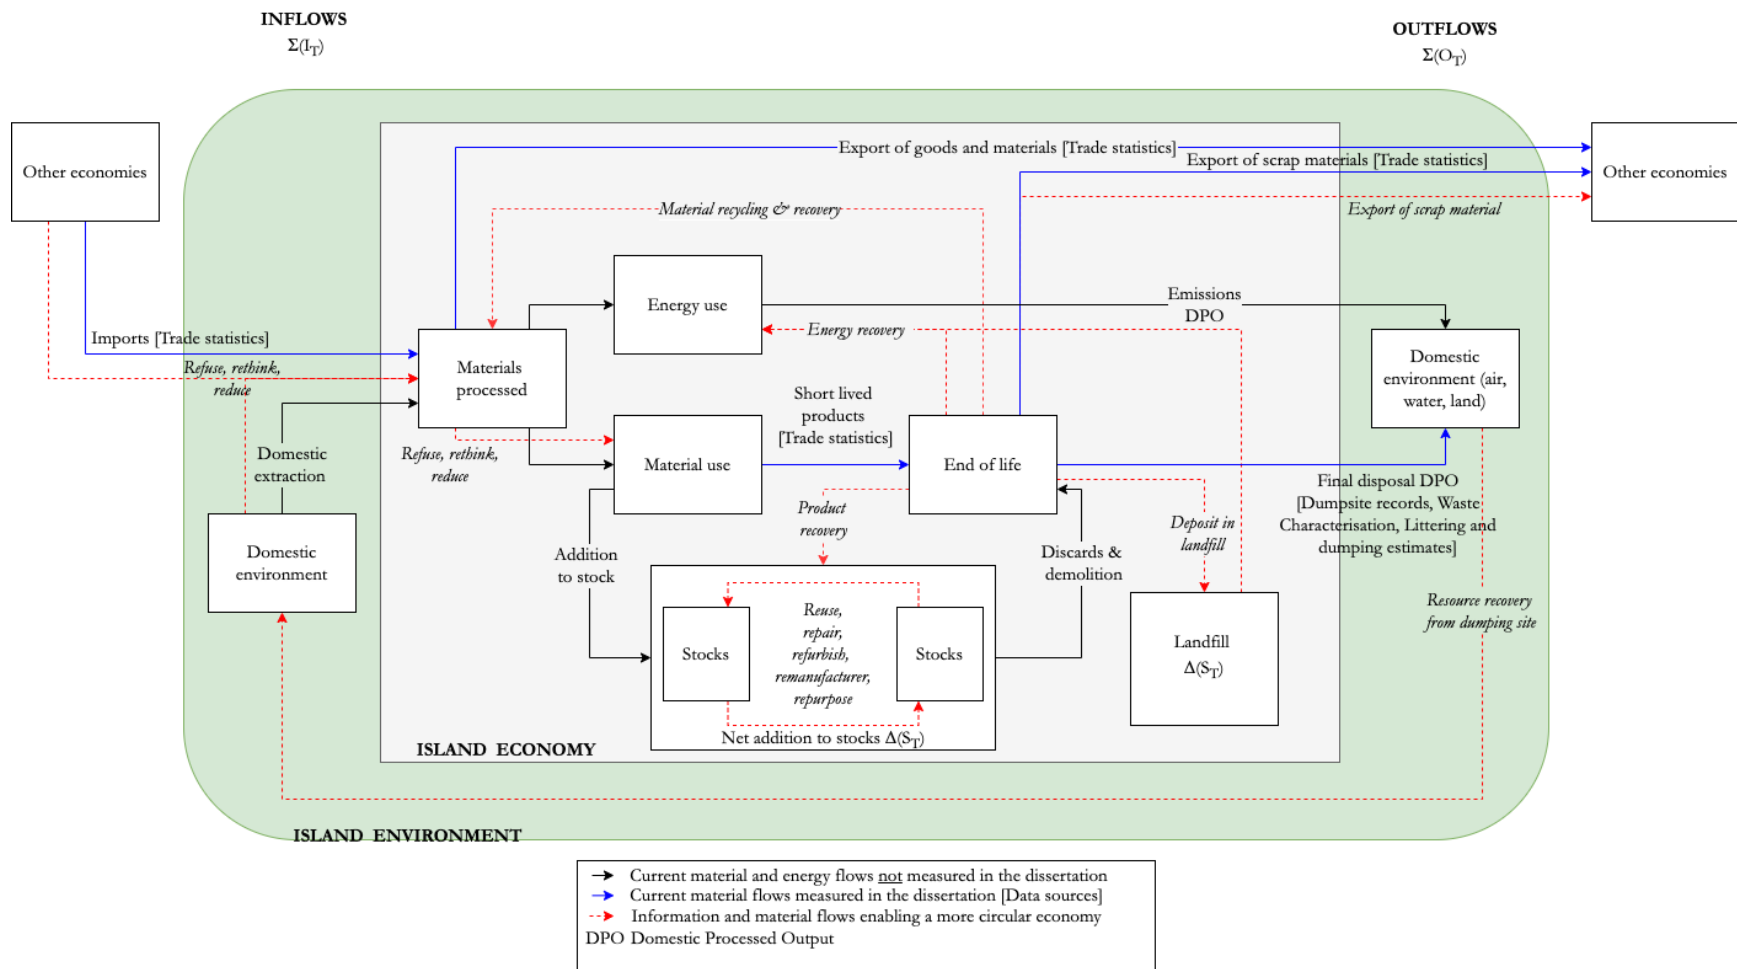 INFLOWS
Σ(I_T)
OUTFLOWS
Σ(O_T)
Other economies
Export of goods and materials [Trade statistics]
Export of scrap materials [Trade statistics]
Other economies
Material recycling & recovery
Export of scrap material
Energy use
Emissions
DPO
Energy recovery
Imports [Trade statistics]
Refuse, rethink,
reduce
Materials
processed
Domestic
environment (air,
water, land)
Short lived
products
[Trade statistics]
Refuse, rethink,
reduce
Material use
End of life
Domestic
extraction
Final disposal DPO
[Dumpsite records, Waste
Characterisation, Littering and
dumping estimates]
Product
recovery
Deposit in
landfill
Domestic
environment
Addition
to stock
Discards &
demolition
Stocks
Reuse,
repair,
refurbish,
remanufacturer,
repurpose
Stocks
Landfill
Δ(S_T)
Resource recovery
from dumping site
Net addition to stocks Δ(S_T)
ISLAND ECONOMY
ISLAND ENVIRONMENT
Current material and energy flows not measured in the dissertation
Current material flows measured in the dissertation [Data sources]
Information and material flows enabling a more circular economy
DPO Domestic Processed Output